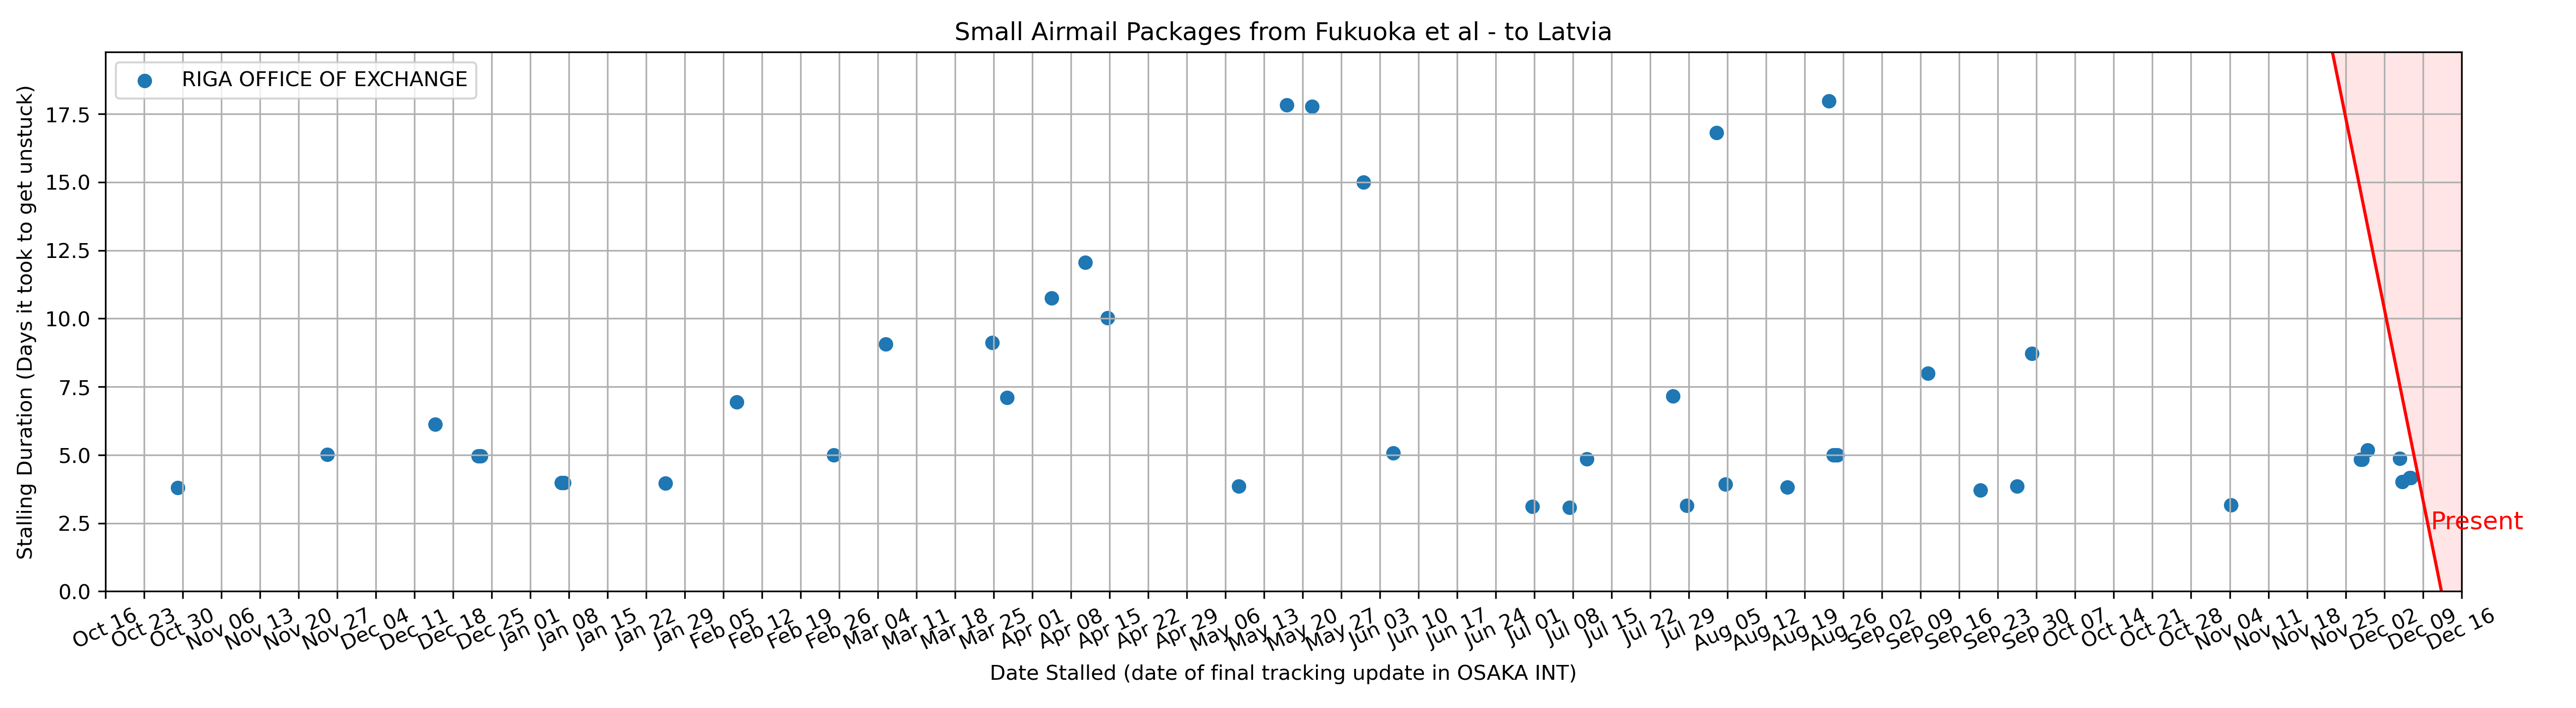 Small Airmail Packages from Fukuoka et al - to Latvia
RIGA OFFICE OF EXCHANGE
Stalling Duration (Days it took to get unstuck)
17.5
15.0
12.5
10.0
7.5
5.0
2.5
0.0
Present
Oct 16
Oct 23
Oct 30
Nov 06
Nov 13
Nov 20
Nov 27
Dec 04
Dec 11
Dec 18
Dec 25
Jan 01
Jan 08
Jan 15
Jan 22
Jan 29
Feb 05
Feb 12
Feb 19
Feb 26
Mar 04
Mar 11
Mar 18
Mar 25
Apr 01
Apr 08
Apr 15
Apr 22
Apr 29
May 06
May 13
May 20
May 27
Jun 03
Jun 10
Jun 17
Jun 24
Jul 01
Jul 08
Jul 15
Jul 22
Jul 29
Aug 05
Aug 12
Aug 19
Aug 26
Sep 02
Sep 09
Sep 16
Sep 23
Sep 30
Oct 07
Oct 14
Oct 21
Oct 28
Nov 04
Nov 11
Nov 18
Nov 25
Dec 02
Dec 09
Dec 16
Date Stalled (date of final tracking update in OSAKA INT)